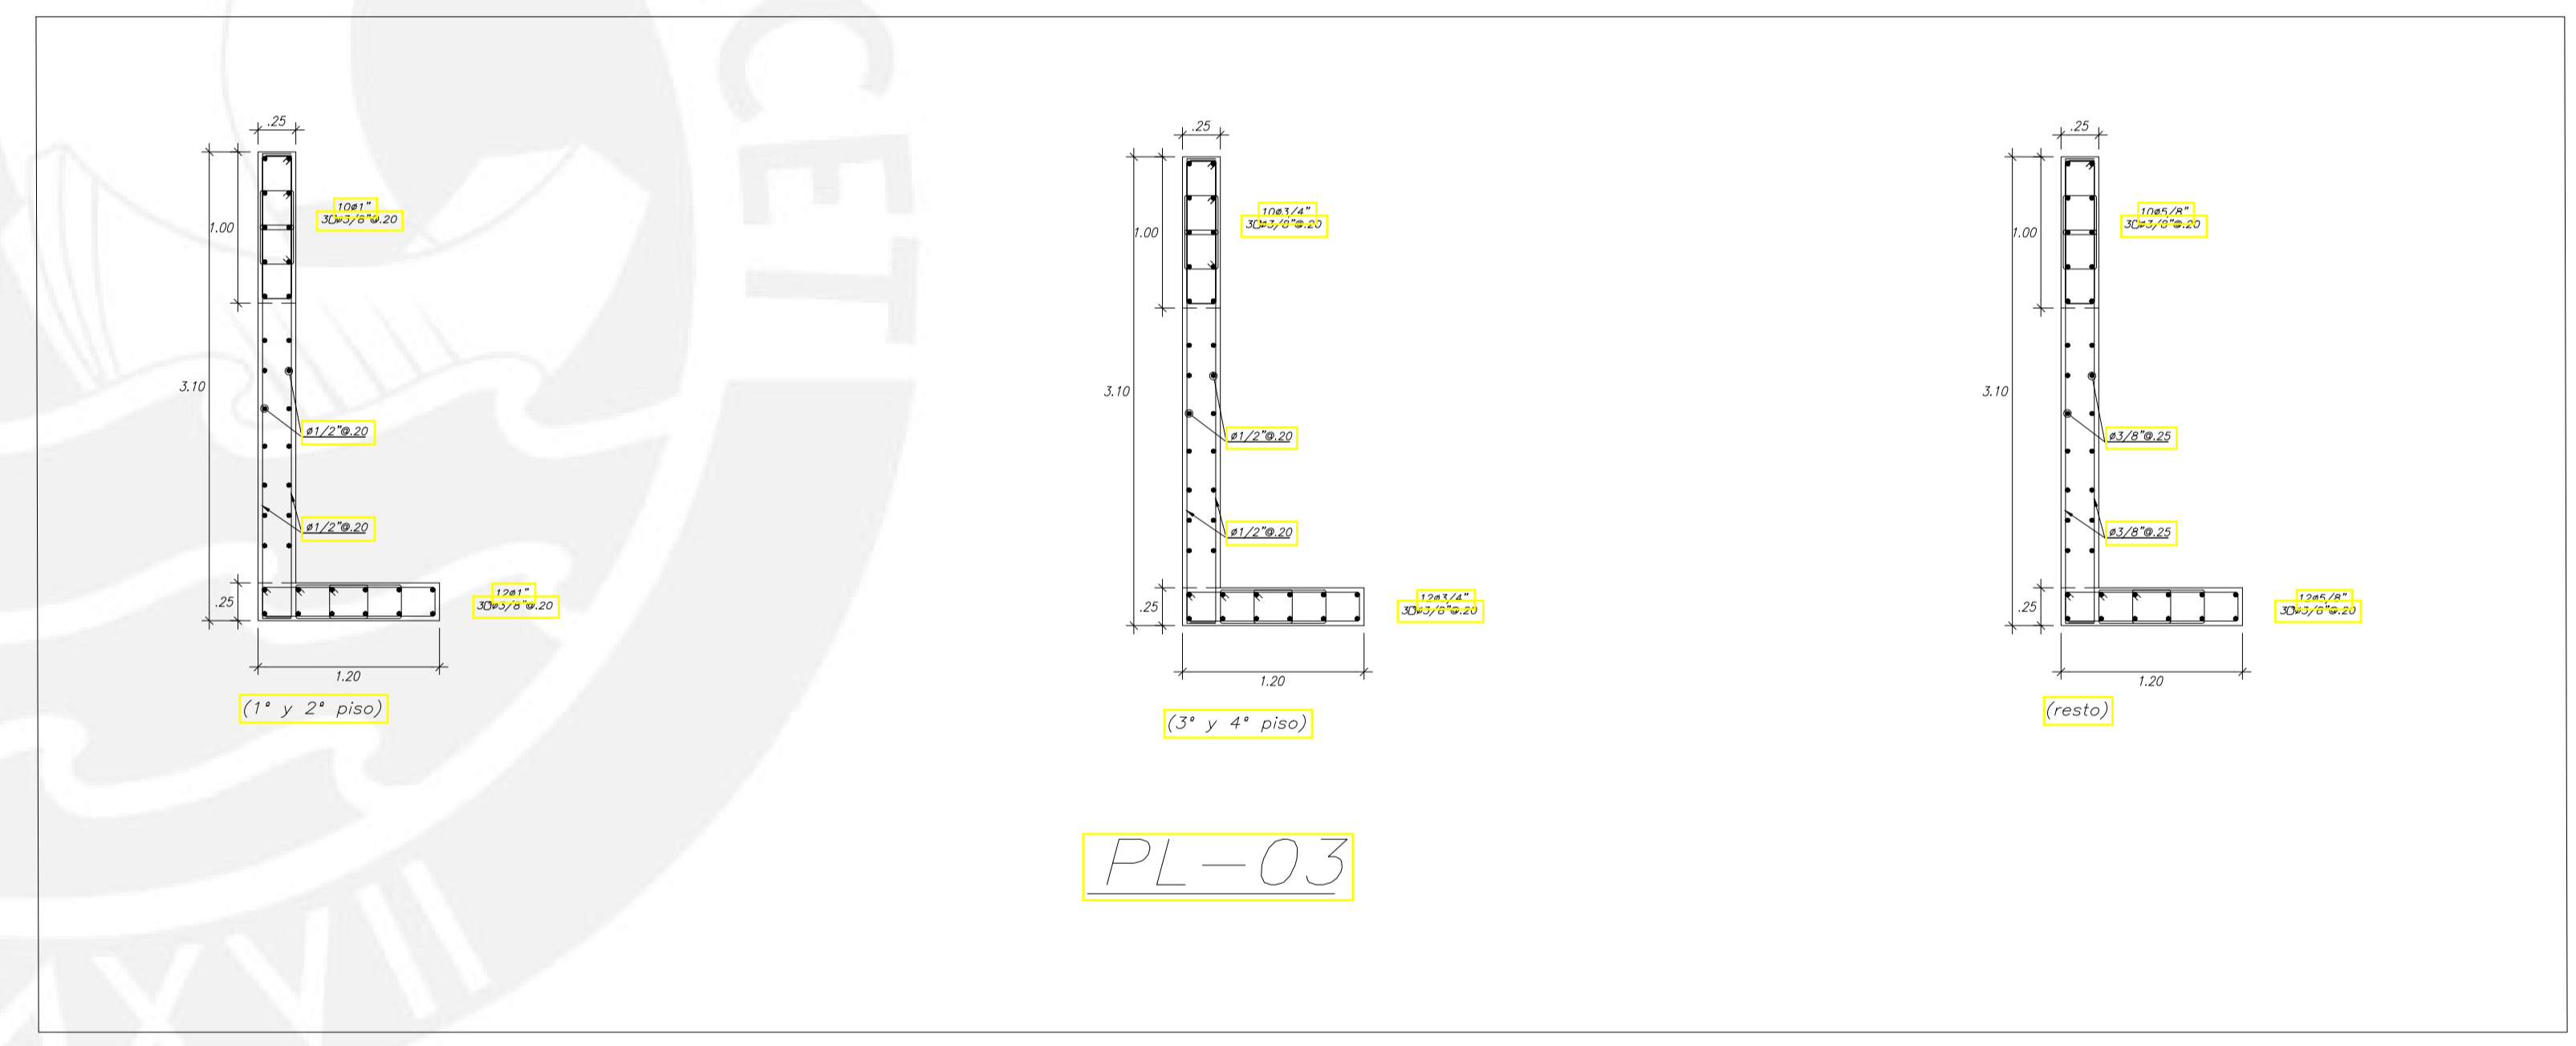 CET
.25
1.00
3.10
10ø1"
3▯ø3/8"@.20
ø1/2"@.20
ø1/2"@.20
.25
12ø1"
3▯ø3/8"@.20
1.20
(1° y 2° piso)
.25
1.00
3.10
10ø3/4"
3▯ø3/8"@.20
ø1/2"@.20
ø1/2"@.20
.25
12ø3/4"
3▯ø3/8"@.20
1.20
(3° y 4° piso)
.25
1.00
3.10
10ø5/8"
3▯ø3/8"@.20
ø3/8"@.25
ø3/8"@.25
.25
12ø5/8"
3▯ø3/8"@.20
1.20
(resto)
PL-03
XVII